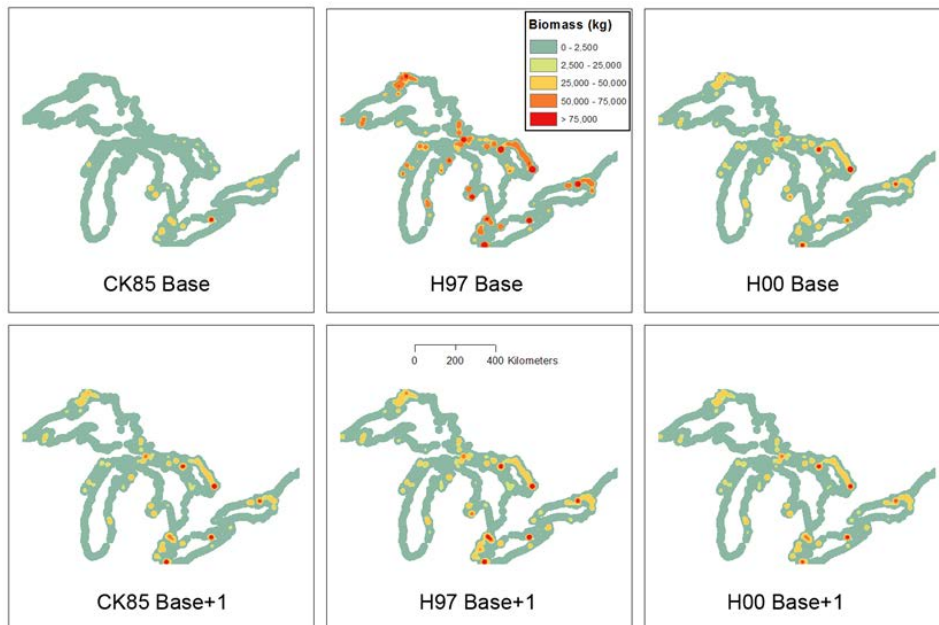 Biomass (kg)
0 - 2,500
2,500 - 25,000
25,000 - 50,000
50,000 - 75,000
> 75,000
CK85 Base
H97 Base
H00 Base
0 200 400 Kilometers
CK85 Base+1
H97 Base+1
H00 Base+1